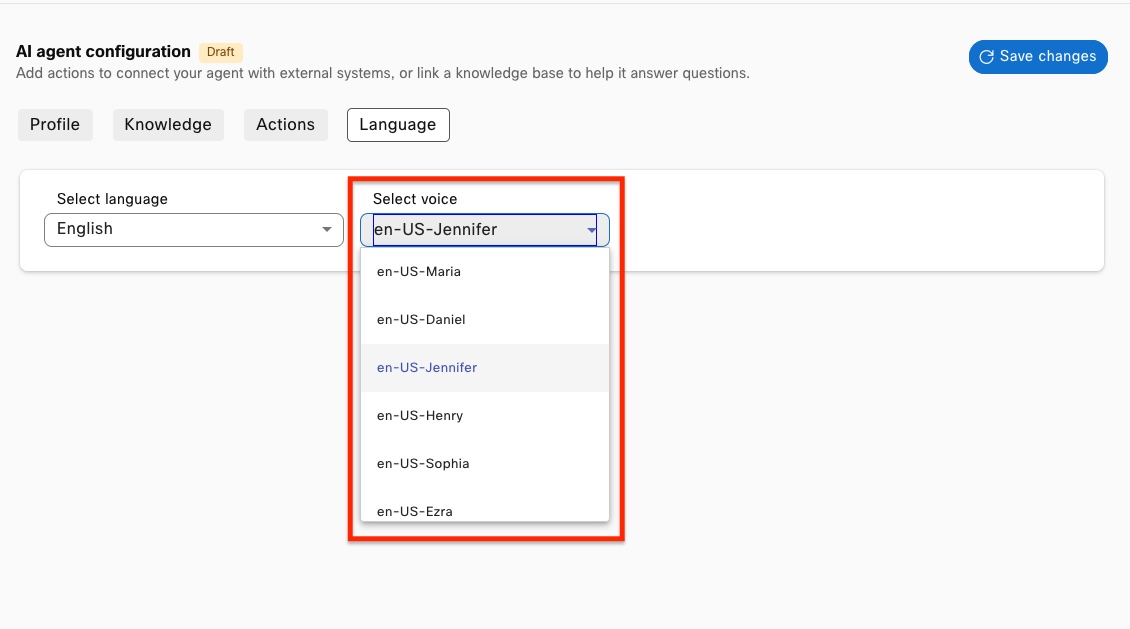 AI agent configuration Draft
Save changes
Add actions to connect your agent with external systems, or link a knowledge base to help it answer questions.
Profile Knowledge Actions Language
Select language Select voice
English en-US-Jennifer
en-US-Maria
en-US-Daniel
en-US-Jennifer
en-US-Henry
en-US-Sophia
en-US-Ezra